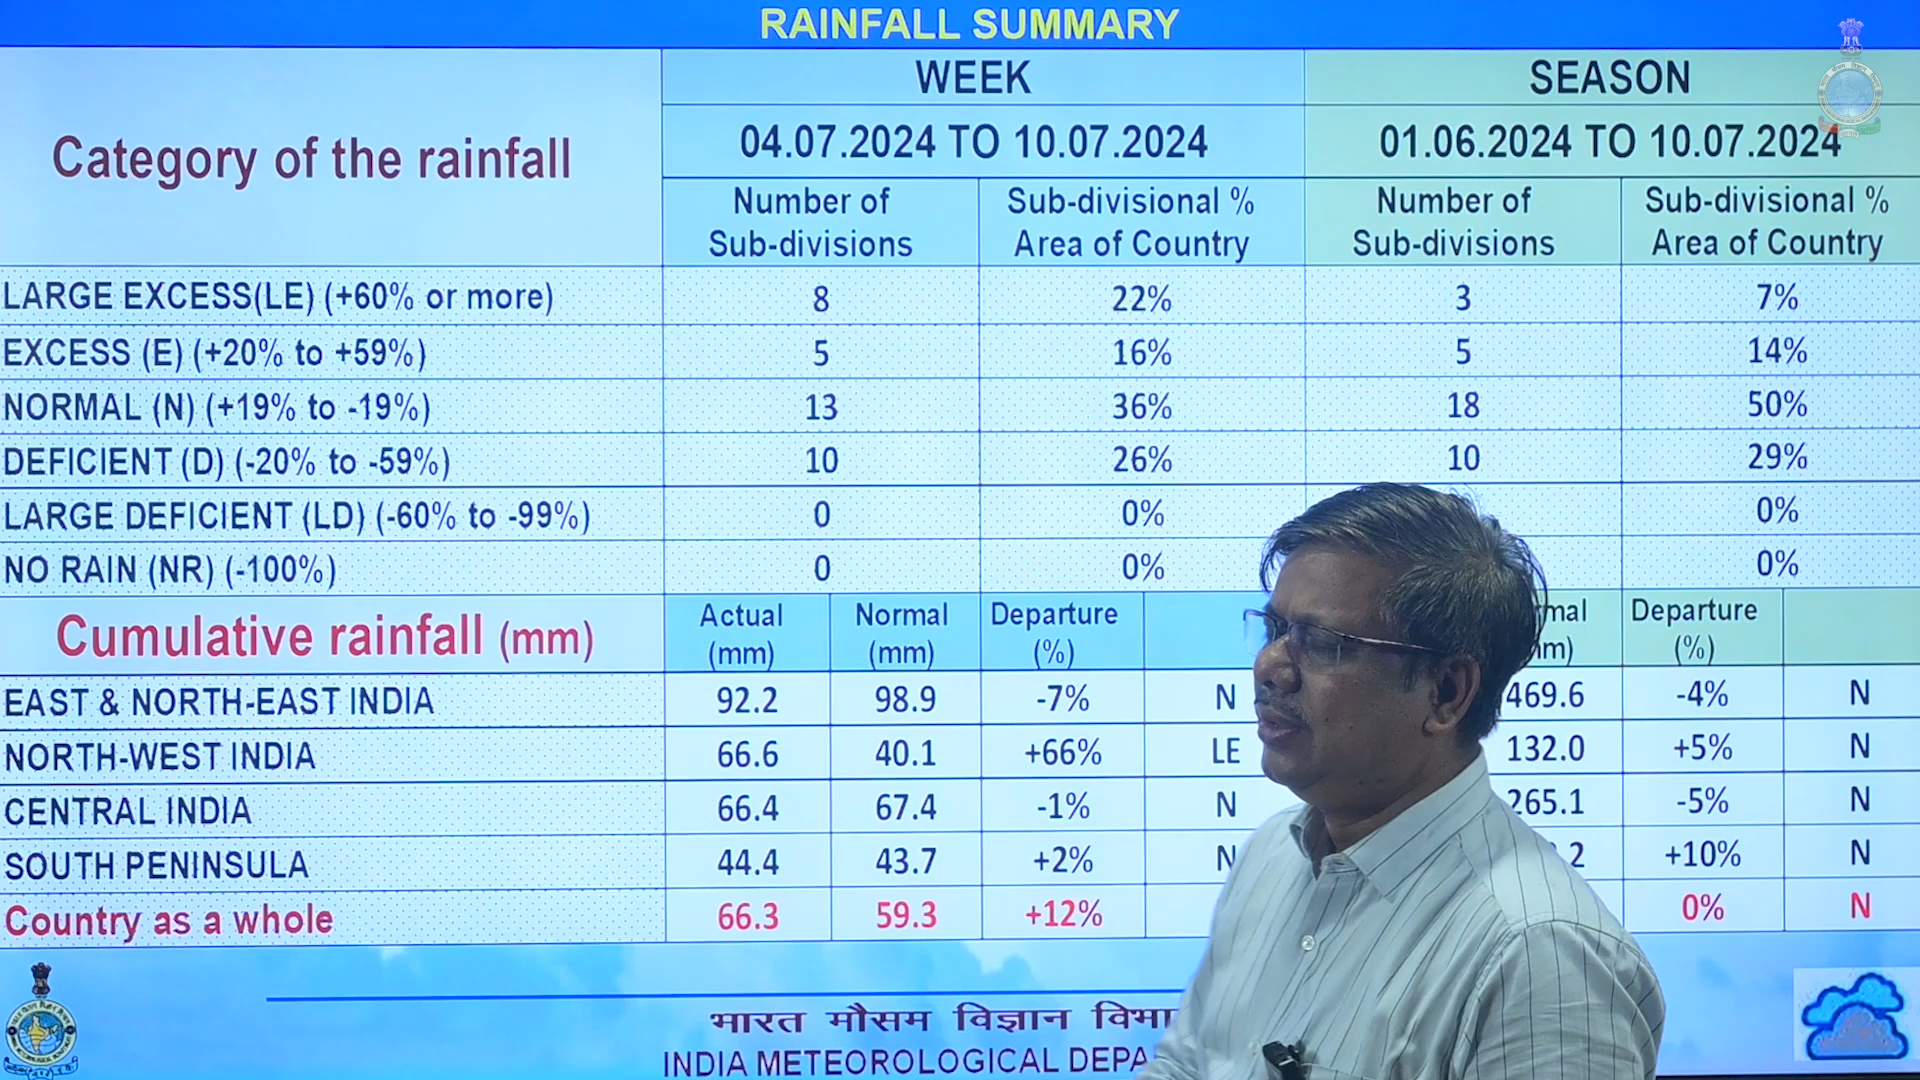 RAINFALL SUMMARY
Category of the rainfall
WEEK
SEASON
04.07.2024 TO 10.07.2024
01.06.2024 TO 10.07.2024
Number of Sub-divisions
Sub-divisional % Area of Country
Number of Sub-divisions
Sub-divisional % Area of Country
LARGE EXCESS(LE) (+60% or more) 8 22% 3 7%
EXCESS (E) (+20% to +59%) 5 16% 5 14%
NORMAL (N) (+19% to -19%) 13 36% 18 50%
DEFICIENT (D) (-20% to -59%) 10 26% 10 29%
LARGE DEFICIENT (LD) (-60% to -99%) 0 0% 0%
NO RAIN (NR) (-100%) 0 0% 0%
Cumulative rainfall (mm)
Actual (mm)
Normal (mm)
Departure (%)
Departure (%)
EAST & NORTH-EAST INDIA 92.2 98.9 -7% N 469.6 -4% N
NORTH-WEST INDIA 66.6 40.1 +66% LE 132.0 +5% N
CENTRAL INDIA 66.4 67.4 -1% N 265.1 -5% N
SOUTH PENINSULA 44.4 43.7 +2% N +10% N
Country as a whole 66.3 59.3 +12% 0% N
भारत मौसम विज्ञान
INDIA METEOROLOGICAL